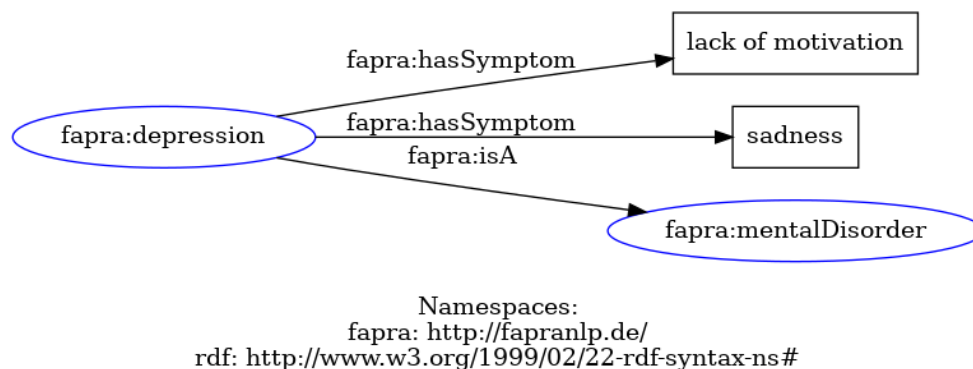 lack of motivation
fapra:hasSymptom
fapra:hasSymptom
fapra:depression
sadness
fapra:isA
fapra:mentalDisorder
Namespaces:
fapra: http://fapranlp.de/
rdf: http://www.w3.org/1999/02/22-rdf-syntax-ns#